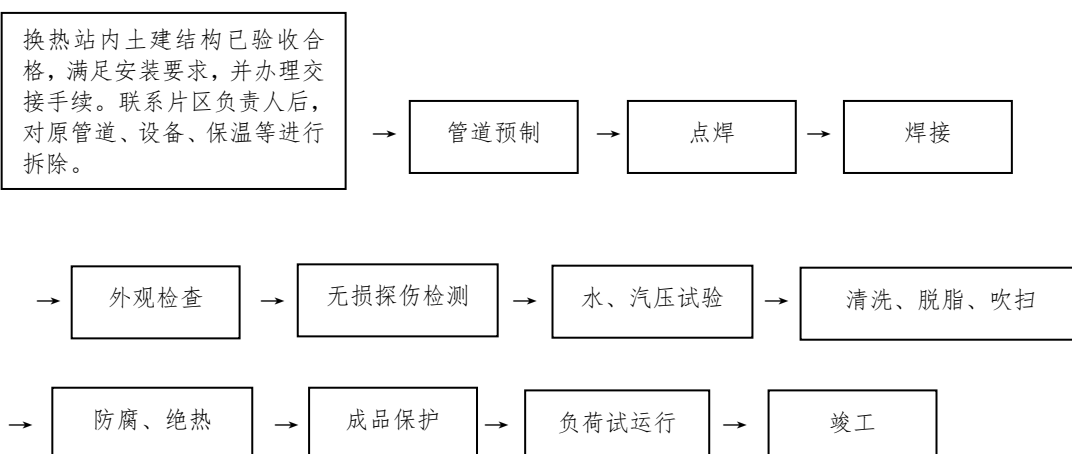 换热站内土建结构已验收合
格，满足安装要求，并办理交
接手续。联系片区负责人后，
对原管道、设备、保温等进行
拆除。
→ 管道预制 → 点焊 → 焊接
→ 外观检查 → 无损探伤检测 → 水、汽压试验 → 清洗、脱脂、吹扫
→ 防腐、绝热 → 成品保护 → 负荷试运行 → 竣工